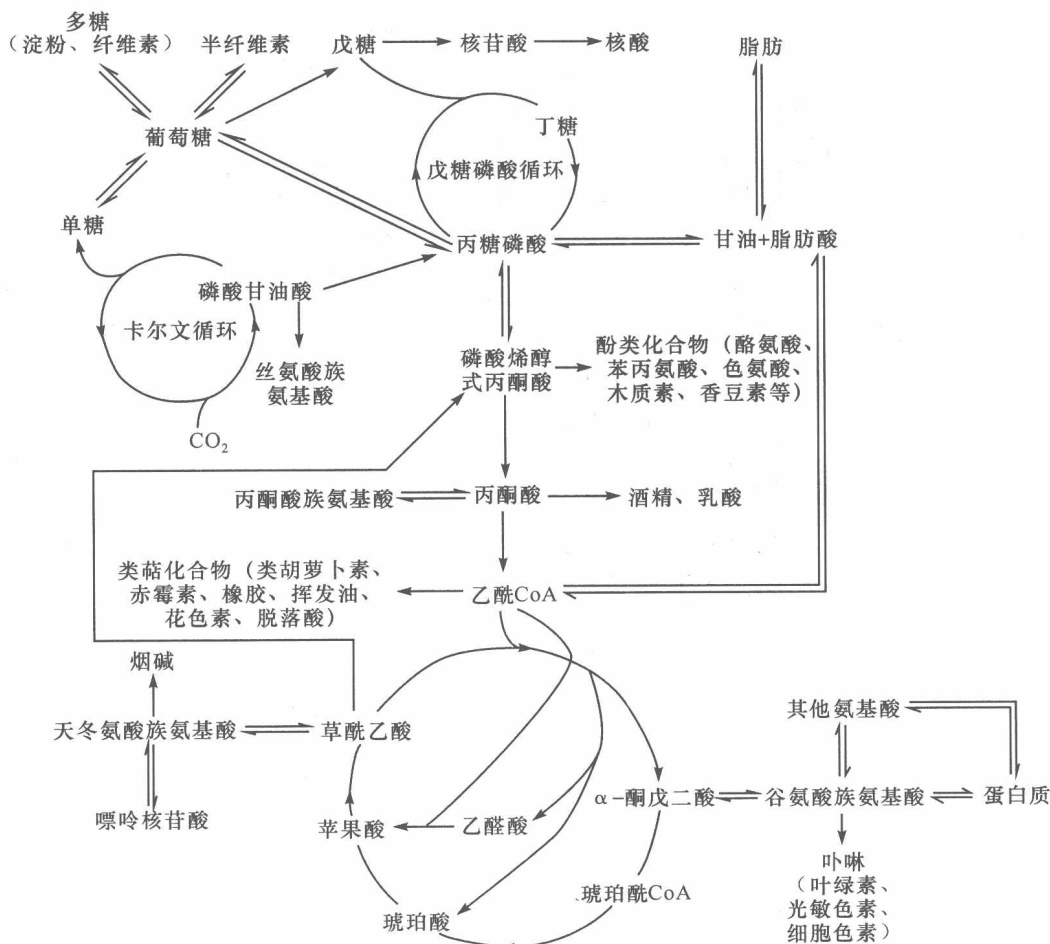 多糖
（淀粉、纤维素）
半纤维素
戊糖
核苷酸
核酸
脂肪
葡萄糖
丁糖
戊糖磷酸循环
单糖
丙糖磷酸
甘油+脂肪酸
磷酸甘油酸
卡尔文循环
丝氨酸族
氨基酸
CO₂
磷酸烯醇
式丙酮酸
酚类化合物（酪氨酸、
苯丙氨酸、色氨酸、
木质素、香豆素等）
丙酮酸族氨基酸
丙酮酸
酒精、乳酸
类萜化合物（类胡萝卜素、
赤霉素、橡胶、挥发油、
花色素、脱落酸）
乙酰CoA
烟碱
天冬氨酸族氨基酸
草酰乙酸
其他氨基酸
嘌呤核苷酸
苹果酸
乙醛酸
α-酮戊二酸
谷氨酸族氨基酸
蛋白质
琥珀酸
琥珀酰CoA
卟啉
（叶绿素、
光敏色素、
细胞色素）